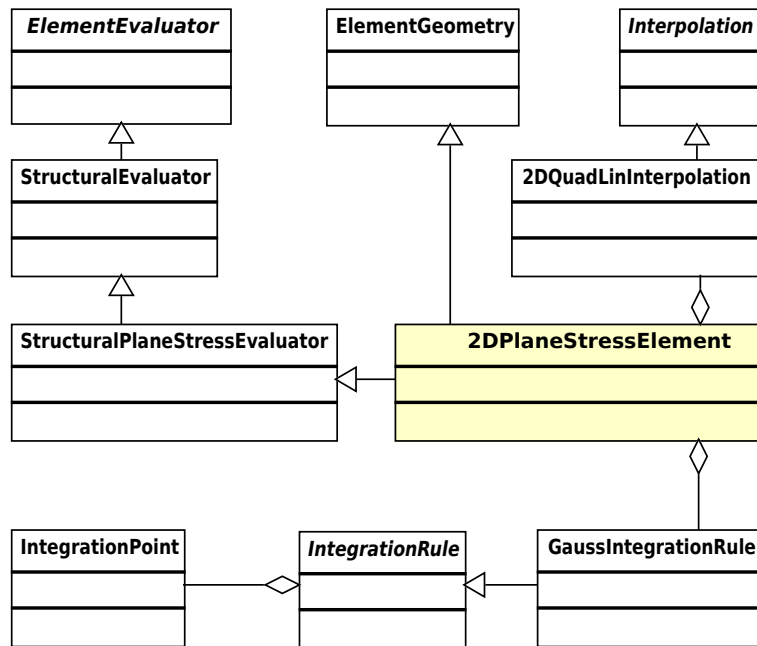 ElementEvaluator
ElementGeometry
Interpolation
StructuralEvaluator
2DQuadLinInterpolation
StructuralPlaneStressEvaluator
2DPlaneStressElement
IntegrationPoint
IntegrationRule
GaussIntegrationRule